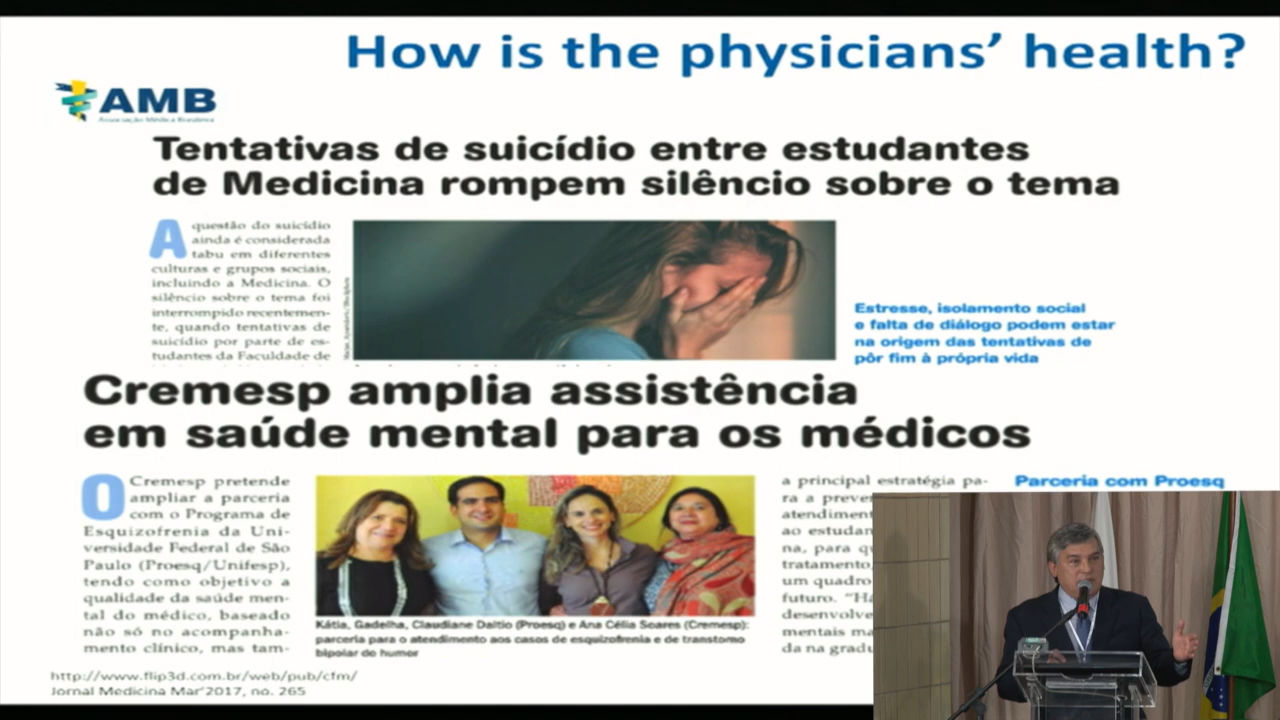 How is the physicians' health?
AMB
Associação Médica Brasileira
Tentativas de suicídio entre estudantes
de Medicina rompem silêncio sobre o tema
A questão do suicídio
ainda é considerada
tabu em diferentes
culturas e grupos sociais,
incluindo a Medicina. O
silêncio sobre o tema foi
interrompido recentemen-
te, quando tentativas de
suicídio por parte de es-
tudantes da Faculdade de
Estresse, isolamento social
e falta de diálogo podem estar
na origem das tentativas de
pôr fim à própria vida
Cremesp amplia assistência
em saúde mental para os médicos
O Cremesp pretende
ampliar a parceria
com o Programa de
Esquizofrenia da Uni-
versidade Federal de São
Paulo (Proesq/Unifesp),
tendo como objetivo a
qualidade da saúde men-
tal do médico, baseado
não só no acompanha-
mento clínico, mas tam-
Kátia, Gadelha, Claudiane Daltio (Proesq) e Ana Célia Soares (Cremesp):
parceria para o atendimento aos casos de esquizofrenia e de transtorno
bipolar do humor
a principal estratégia pa-
ra a preve
atendiment
ao estudan
na, para qu
tratamento,
um quadro
futuro. "Há
desenvolve
mentais ma
da na gradu
Parceria com Proesq
http://www.flip3d.com.br/web/pub/cfm/
Jornal Medicina Mar'2017, no. 265